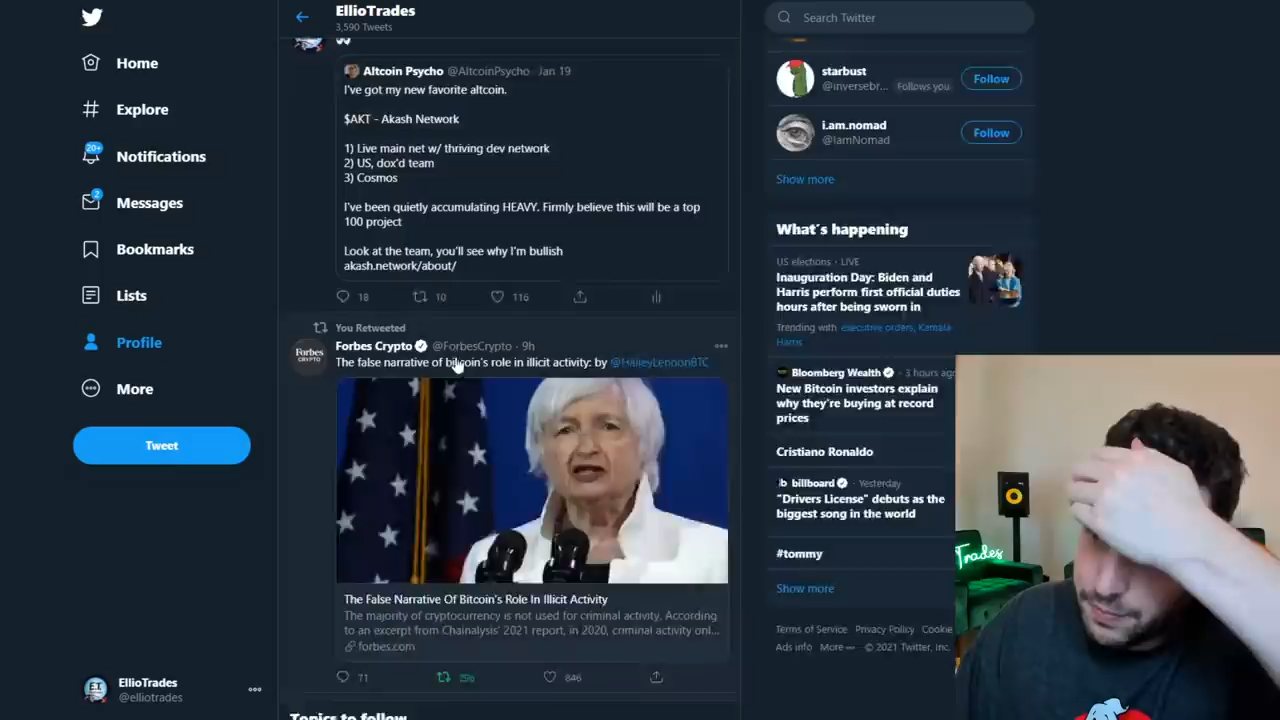 EllioTrades
3,590 Tweets
Home
Explore
20+
Notifications
2
Messages
Bookmarks
Lists
Profile
More
Tweet
EllioTrades
@elliotrades
Altcoin Psycho @AltcoinPsycho · Jan 19
I've got my new favorite altcoin.
$AKT - Akash Network
1) Live main net w/ thriving dev network
2) US, dox'd team
3) Cosmos
I've been quietly accumulating HEAVY. Firmly believe this will be a top
100 project
Look at the team, you'll see why I'm bullish
akash.network/about/
18
10
116
You Retweeted
Forbes Crypto @ForbesCrypto · 9h
The false narrative of bitcoin's role in illicit activity: by @HaileyLennonBTC
Forbes
CRYPTO
The False Narrative Of Bitcoin's Role In Illicit Activity
The majority of cryptocurrency is not used for criminal activity. According
to an excerpt from Chainalysis' 2021 report, in 2020, criminal activity onl...
forbes.com
71
296
846
Topics to follow
Search Twitter
starbust
@inversebr... Follows you
Follow
i.am.nomad
@IamNomad
Follow
Show more
What's happening
US elections · LIVE
Inauguration Day: Biden and
Harris perform first official duties
hours after being sworn in
Trending with executive orders, Kamala
Harris
Bloomberg Wealth · 3 hours ago
New Bitcoin investors explain
why they're buying at record
prices
Cristiano Ronaldo
billboard · Yesterday
"Drivers License" debuts as the
biggest song in the world
#tommy
Show more
Terms of Service Privacy Policy Cookie
Ads info More ··· © 2021 Twitter, Inc.
Trades